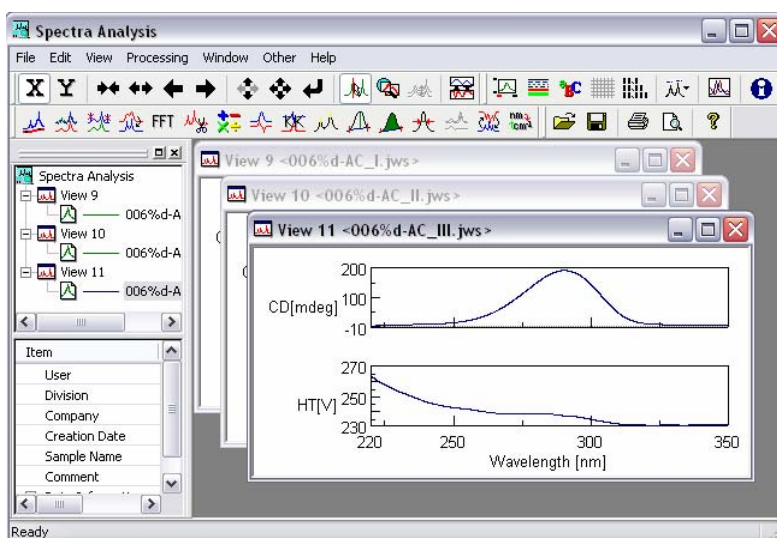 Spectra Analysis
File Edit View Processing Window Other Help
X Y
FFT
Spectra Analysis
View 9
006%d-A
View 10
006%d-A
View 11
006%d-A
Item
User
Division
Company
Creation Date
Sample Name
Comment
View 9 <006%d-AC_I.jws>
View 10 <006%d-AC_II.jws>
View 11 <006%d-AC_III.jws>
200
CD[mdeg] 100
-10
270
HT[V] 250
230
220 250 300 350
Wavelength [nm]
Ready